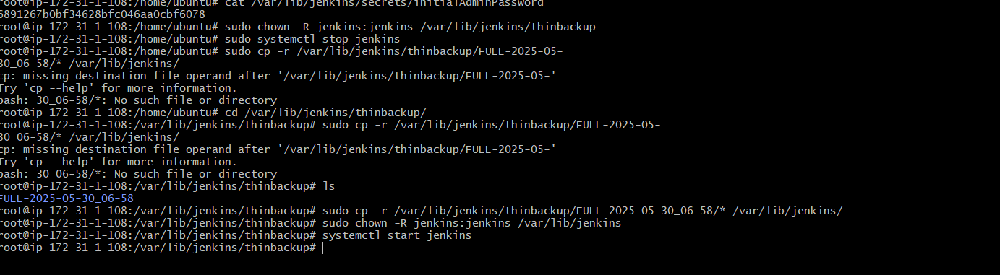 root@ip-172-31-1-108:/home/ubuntu# cat /var/lib/jenkins/secrets/initialAdminPassword
5891267b0bf34628bfc046aa0cbf6078
root@ip-172-31-1-108:/home/ubuntu# sudo chown -R jenkins:jenkins /var/lib/jenkins/thinbackup
root@ip-172-31-1-108:/home/ubuntu# sudo systemctl stop jenkins
root@ip-172-31-1-108:/home/ubuntu# sudo cp -r /var/lib/jenkins/thinbackup/FULL-2025-05-
30_06-58/* /var/lib/jenkins/
cp: missing destination file operand after '/var/lib/jenkins/thinbackup/FULL-2025-05-'
Try 'cp --help' for more information.
bash: 30_06-58/*: No such file or directory
root@ip-172-31-1-108:/home/ubuntu# cd /var/lib/jenkins/thinbackup/
root@ip-172-31-1-108:/var/lib/jenkins/thinbackup# sudo cp -r /var/lib/jenkins/thinbackup/FULL-2025-05-
30_06-58/* /var/lib/jenkins/
cp: missing destination file operand after '/var/lib/jenkins/thinbackup/FULL-2025-05-'
Try 'cp --help' for more information.
bash: 30_06-58/*: No such file or directory
root@ip-172-31-1-108:/var/lib/jenkins/thinbackup# ls
FULL-2025-05-30_06-58
root@ip-172-31-1-108:/var/lib/jenkins/thinbackup# sudo cp -r /var/lib/jenkins/thinbackup/FULL-2025-05-30_06-58/* /var/lib/jenkins/
root@ip-172-31-1-108:/var/lib/jenkins/thinbackup# sudo chown -R jenkins:jenkins /var/lib/jenkins
root@ip-172-31-1-108:/var/lib/jenkins/thinbackup# systemctl start jenkins
root@ip-172-31-1-108:/var/lib/jenkins/thinbackup#